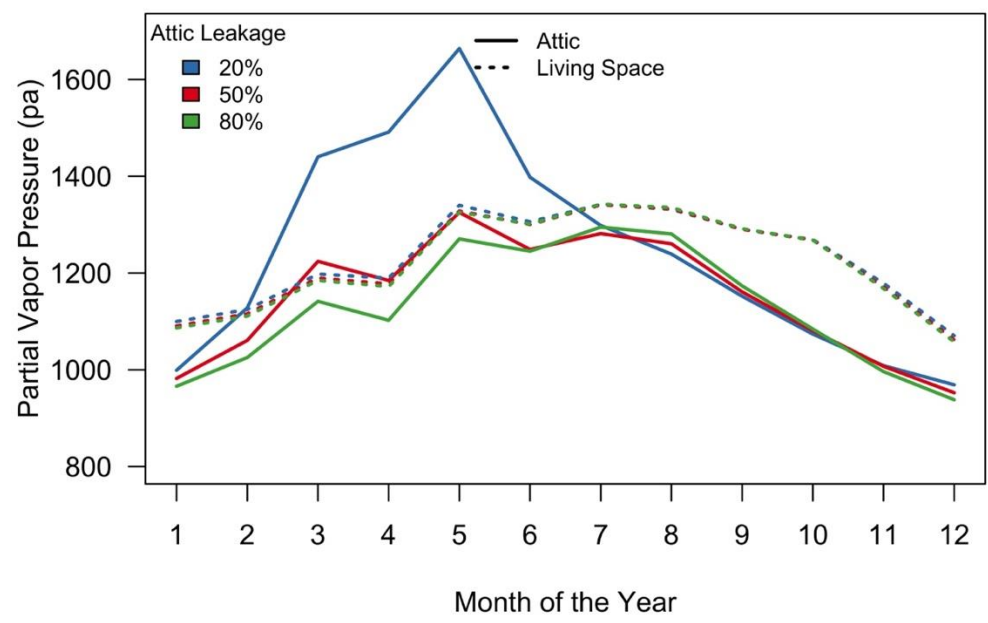 Attic Leakage
20%
50%
80%
Attic
Living Space
Partial Vapor Pressure (pa)
1600
1400
1200
1000
800
1 2 3 4 5 6 7 8 9 10 11 12
Month of the Year